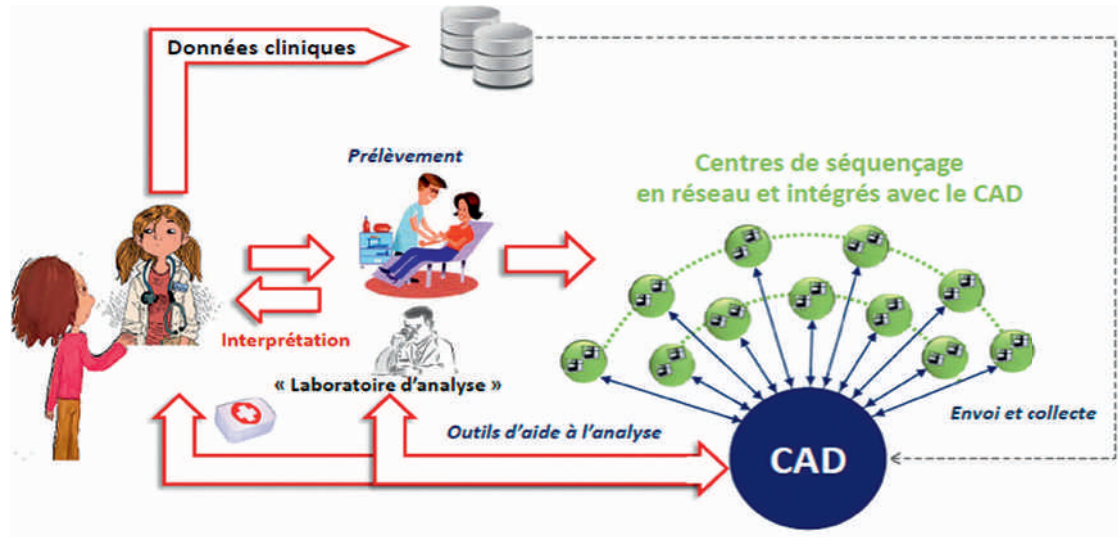 Données cliniques
Prélèvement
Centres de séquençage
en réseau et intégrés avec le CAD
Interprétation
« Laboratoire d'analyse »
Outils d'aide à l'analyse
Envoi et collecte
CAD